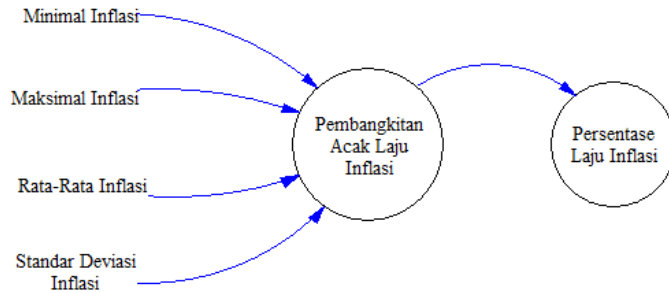 Minimal Inflasi
Maksimal Inflasi
Rata-Rata Inflasi
Standar Deviasi
Inflasi
Pembangkitan
Acak Laju
Inflasi
Persentase
Laju Inflasi